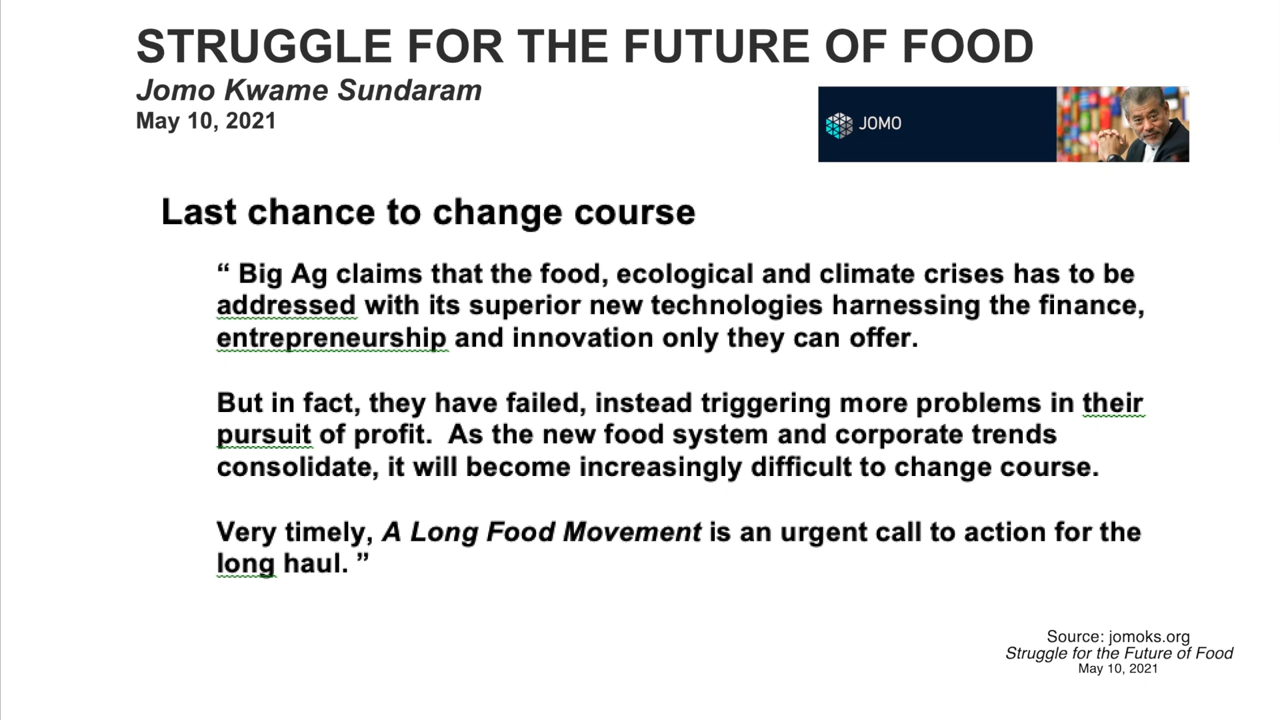 STRUGGLE FOR THE FUTURE OF FOOD
Jomo Kwame Sundaram
May 10, 2021
JOMO
Last chance to change course
“ Big Ag claims that the food, ecological and climate crises has to be
addressed with its superior new technologies harnessing the finance,
entrepreneurship and innovation only they can offer.
But in fact, they have failed, instead triggering more problems in their
pursuit of profit.  As the new food system and corporate trends
consolidate, it will become increasingly difficult to change course.
Very timely, A Long Food Movement is an urgent call to action for the
long haul. ”
Source: jomoks.org
Struggle for the Future of Food
May 10, 2021